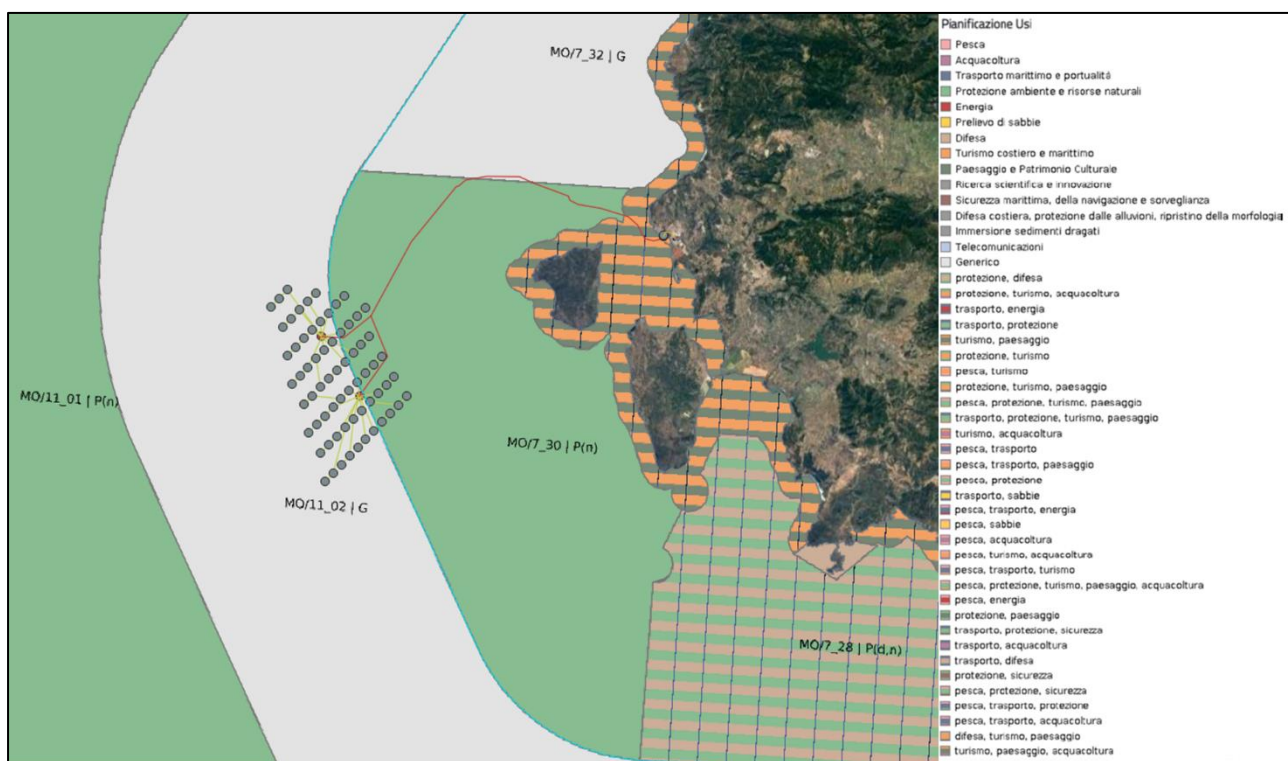 MO/7_32 | G
MO/11_01 | P(n)
MO/7_30 | P(n)
MO/11_02 | G
MO/7_28 | P(d,n)
Pianificazione Usi
Pesca
Acquacoltura
Trasporto marittimo e portualità
Protezione ambiente e risorse naturali
Energia
Prelievo di sabbie
Difesa
Turismo costiero e marittimo
Paesaggio e Patrimonio Culturale
Ricerca scientifica e innovazione
Sicurezza marittima, della navigazione e sorveglianza
Difesa costiera, protezione dalle alluvioni, ripristino della morfologia
Immersione sedimenti dragati
Telecomunicazioni
Generico
protezione, difesa
protezione, turismo, acquacoltura
trasporto, energia
trasporto, protezione
turismo, paesaggio
protezione, turismo
pesca, turismo
protezione, turismo, paesaggio
pesca, protezione, turismo, paesaggio
trasporto, protezione, turismo, paesaggio
turismo, acquacoltura
pesca, trasporto
pesca, trasporto, paesaggio
pesca, protezione
trasporto, sabbie
pesca, trasporto, energia
pesca, sabbie
pesca, acquacoltura
pesca, turismo, acquacoltura
pesca, trasporto, turismo
pesca, protezione, turismo, paesaggio, acquacoltura
pesca, energia
protezione, paesaggio
trasporto, protezione, sicurezza
trasporto, acquacoltura
trasporto, difesa
protezione, sicurezza
pesca, protezione, sicurezza
pesca, trasporto, protezione
pesca, trasporto, acquacoltura
difesa, turismo, paesaggio
turismo, paesaggio, acquacoltura